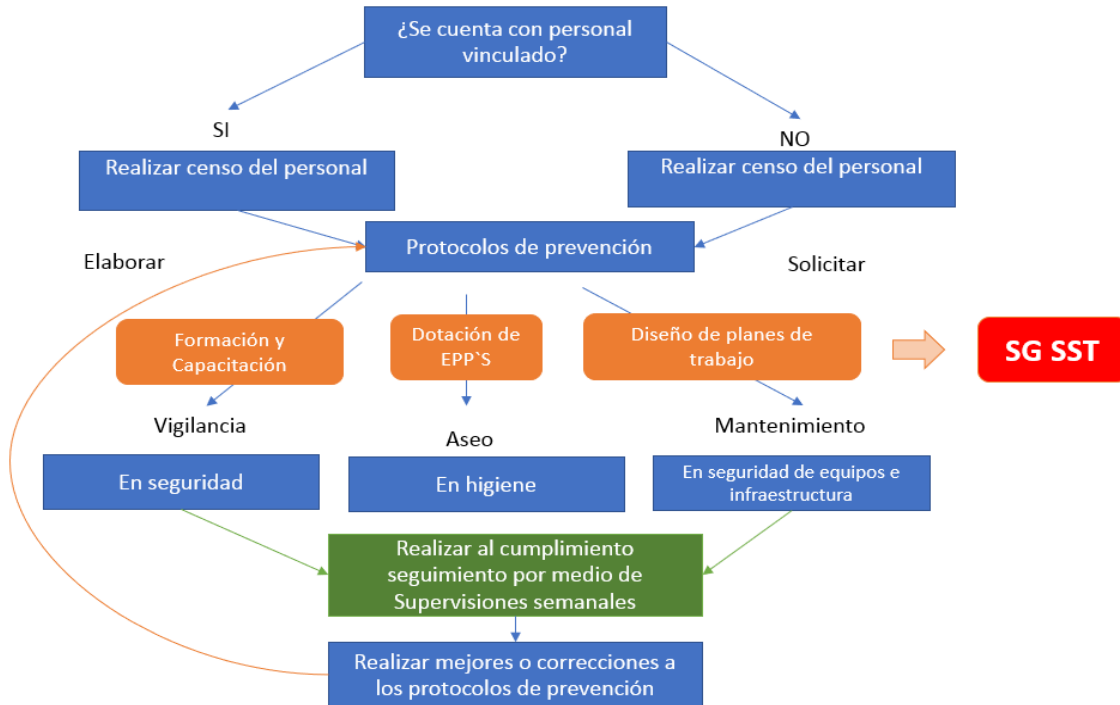 ¿Se cuenta con personal
vinculado?
SI
NO
Realizar censo del personal
Realizar censo del personal
Protocolos de prevención
Elaborar
Solicitar
Formación y
Capacitación
Dotación de
EPP`S
Diseño de planes de
trabajo
SG SST
Vigilancia
Aseo
Mantenimiento
En seguridad
En higiene
En seguridad de equipos e
infraestructura
Realizar al cumplimiento
seguimiento por medio de
Supervisiones semanales
Realizar mejores o correcciones a
los protocolos de prevención